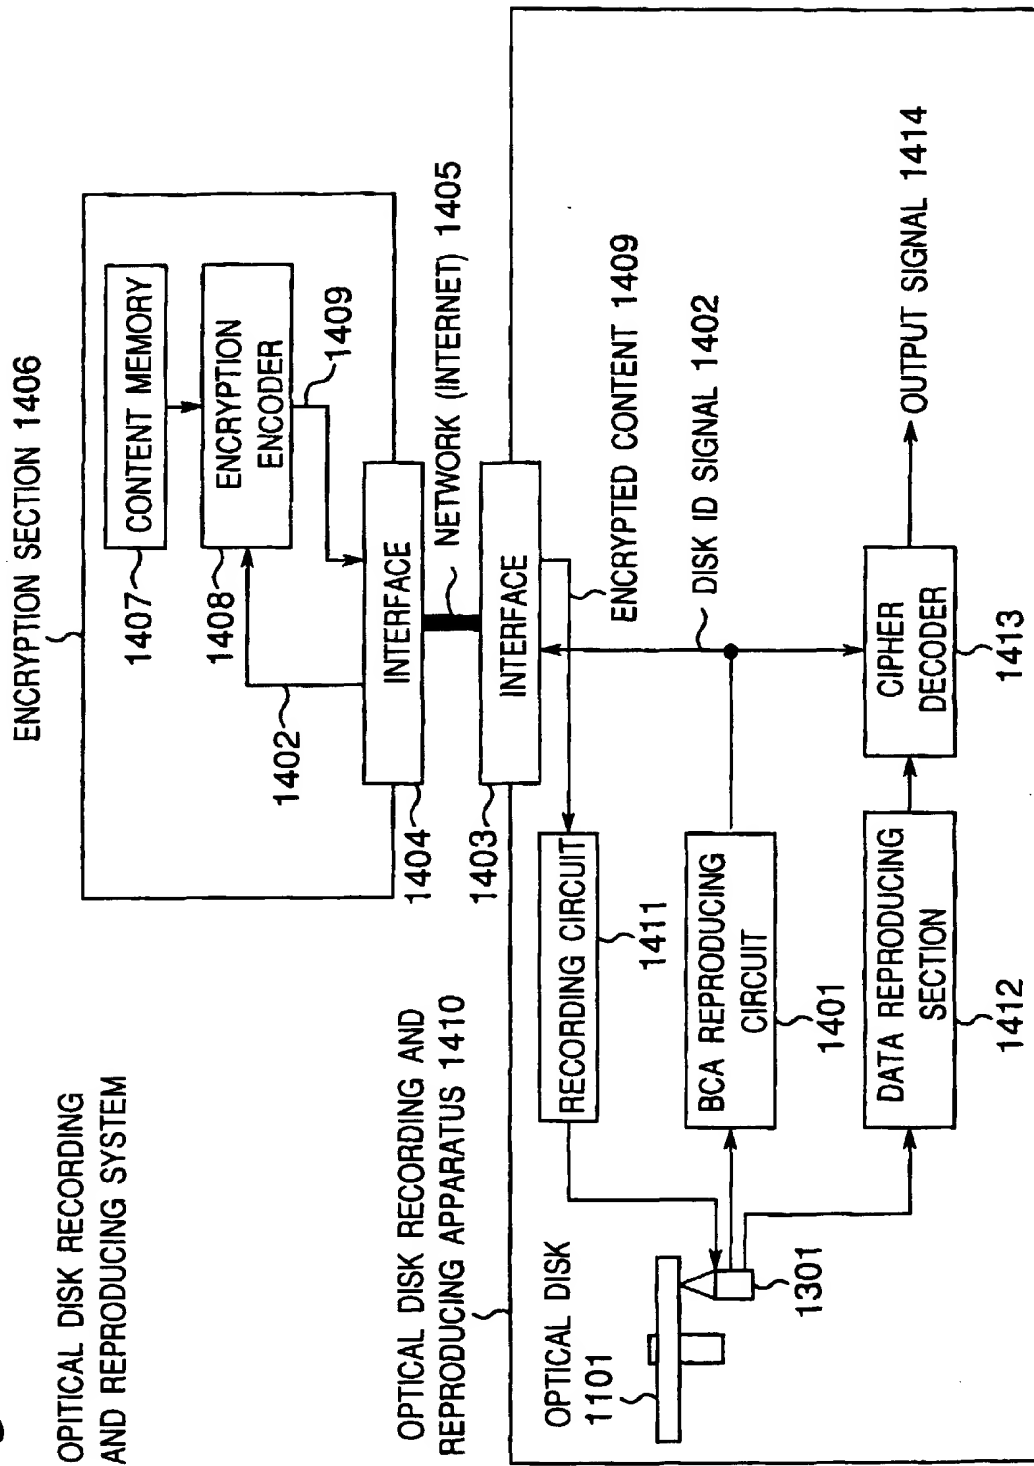 OPITICAL DISK RECORDING
AND REPRODUCING SYSTEM
ENCRYPTION SECTION 1406
1407
CONTENT MEMORY
1408
ENCRYPTION
ENCODER
1409
1402
INTERFACE
1404
NETWORK (INTERNET) 1405
1403
INTERFACE
OPTICAL DISK RECORDING AND
REPRODUCING APPARATUS 1410
ENCRYPTED CONTENT 1409
RECORDING CIRCUIT
1411
DISK ID SIGNAL 1402
BCA REPRODUCING
CIRCUIT
1401
OPTICAL DISK
1101
1301
DATA REPRODUCING
SECTION
1412
CIPHER
DECODER
1413
OUTPUT SIGNAL 1414